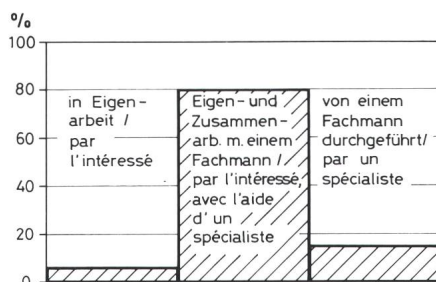 %
100
80
60
40
20
0
in Eigen-
arbeit /
par
l'intéressé
Eigen- und
Zusammen-
arb. m. einem
Fachmann /
par l'intéressé,
avec l'aide
d' un
spécialiste
von einem
Fachmann
durchgeführt/
par un
spécialiste